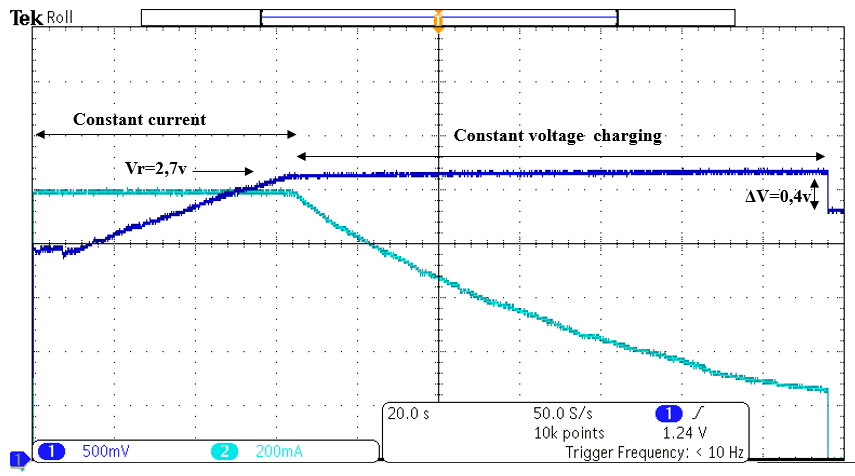 Tek Roll
T
Constant current
Constant voltage charging
Vr=2,7v
ΔV=0,4v
20.0 s
50.0 S/s
10k points
1 
1.24 V
Trigger Frequency: < 10 Hz
1 500mV
2 200mA
1